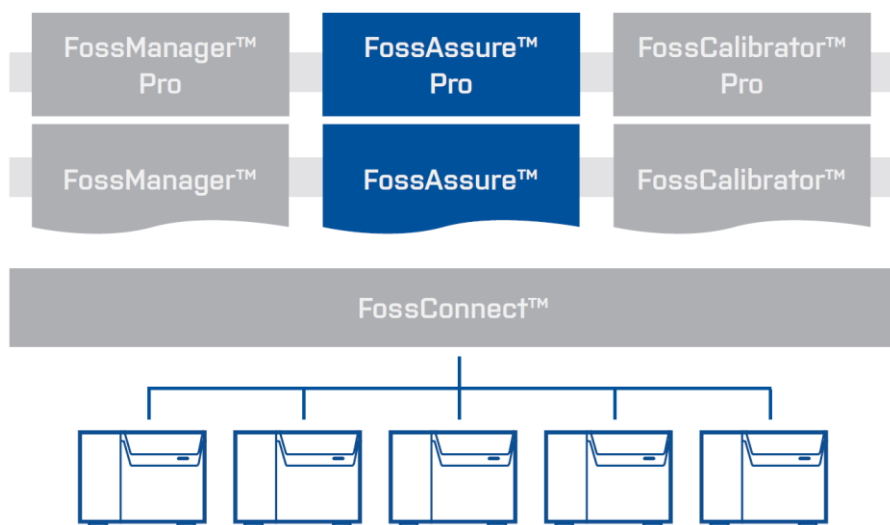 FossManager™
Pro
FossAssure™
Pro
FossCalibrator™
Pro
FossManager™
FossAssure™
FossCalibrator™
FossConnect™